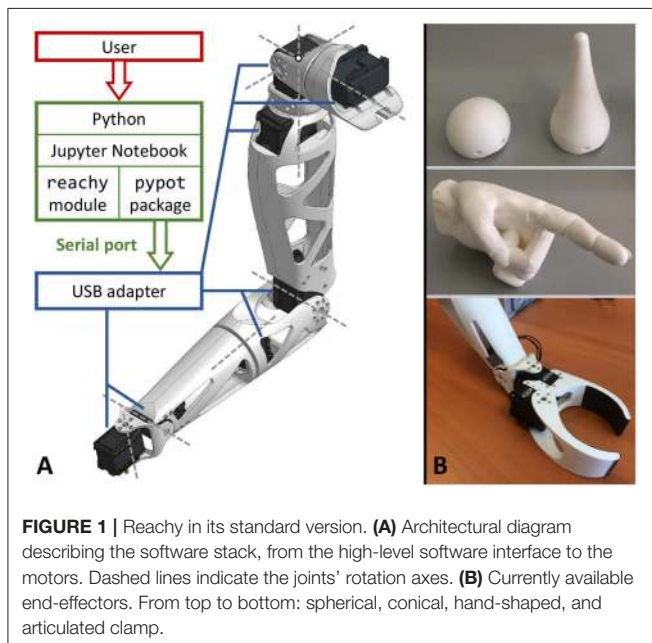 User
Python
Jupyter Notebook
reachy
module
pypot
package
Serial port
USB adapter
A
B
FIGURE 1 | Reachy in its standard version. (A) Architectural diagram
describing the software stack, from the high-level software interface to the
motors. Dashed lines indicate the joints' rotation axes. (B) Currently available
end-effectors. From top to bottom: spherical, conical, hand-shaped, and
articulated clamp.